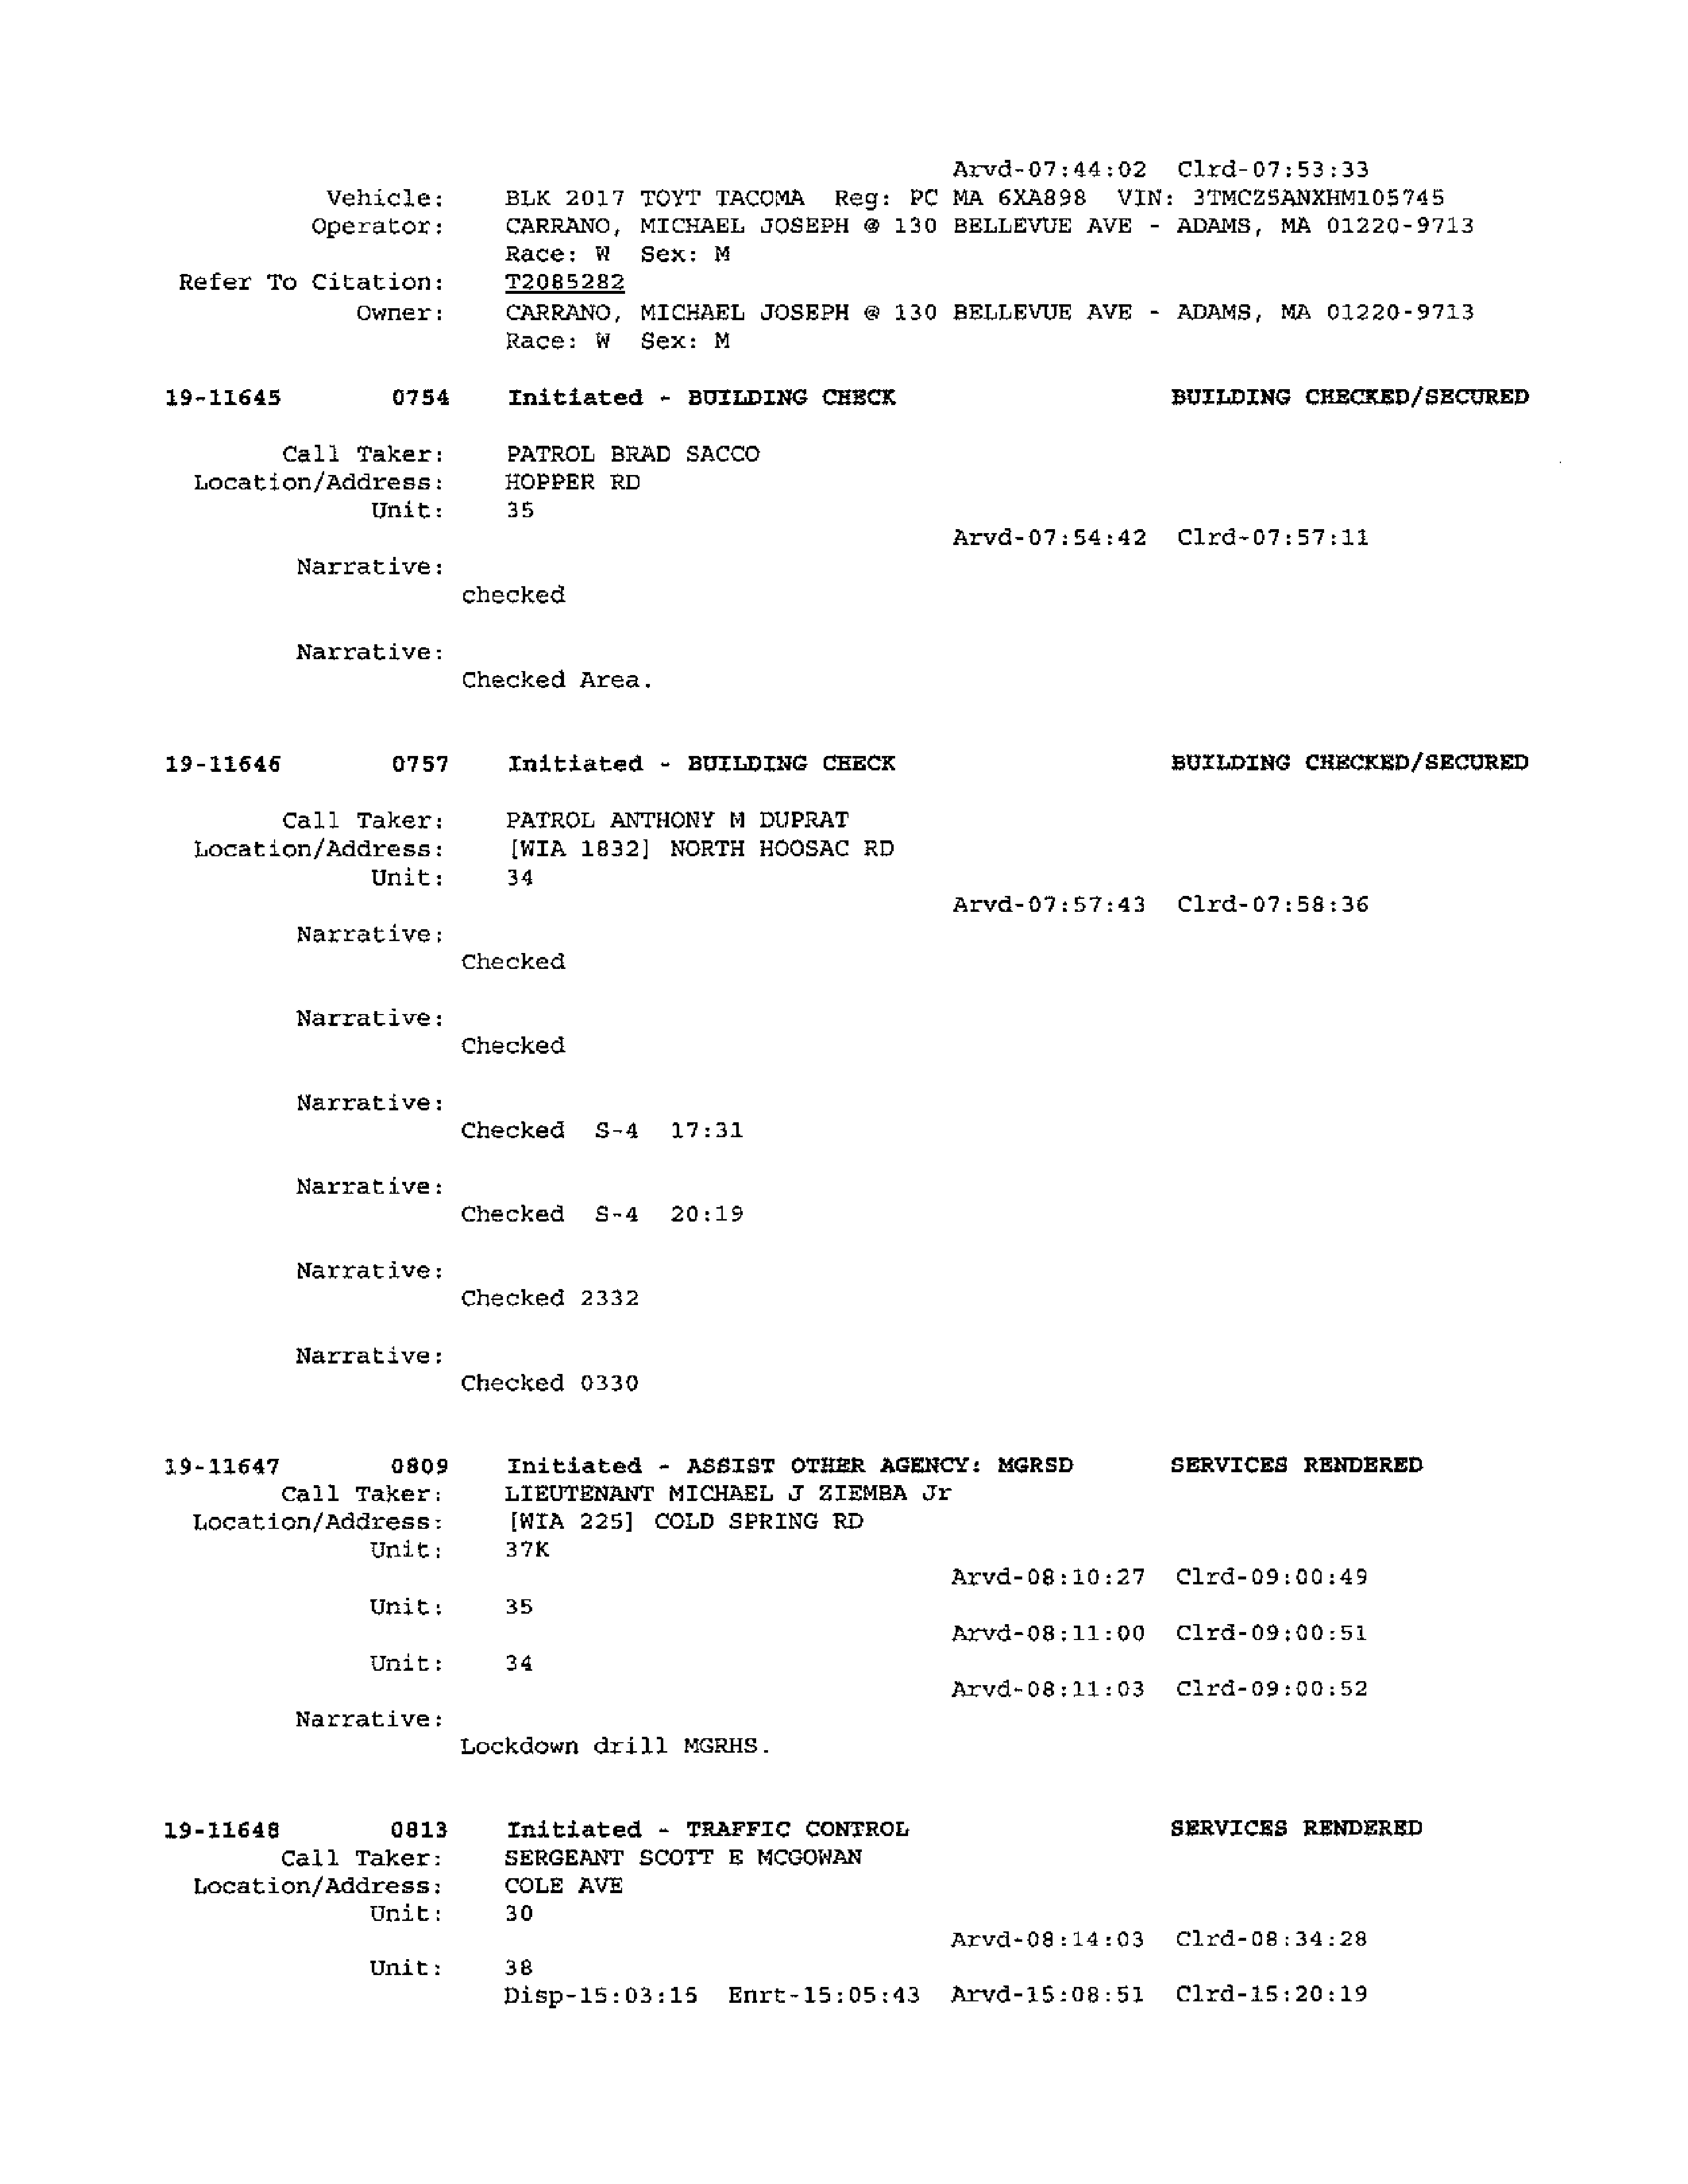 Arvd-07:44:02 Clrd-07:53:33
Vehicle: BLK 2017 TOYT TACOMA Reg: PC MA 6XA898 VIN: 3TMCZ5ANXHM105745
Operator: CARRANO, MICHAEL JOSEPH @ 130 BELLEVUE AVE - ADAMS, MA 01220-9713
Race: W Sex: M
Refer To Citation: T2085282
Owner: CARRANO, MICHAEL JOSEPH @ 130 BELLEVUE AVE - ADAMS, MA 01220-9713
Race: W Sex: M
19-11645 0754 Initiated - BUILDING CHECK BUILDING CHECKED/SECURED
Call Taker: PATROL BRAD SACCO
Location/Address: HOPPER RD
Unit: 35
Arvd-07:54:42 Clrd-07:57:11
Narrative:
checked
Narrative:
Checked Area.
19-11646 0757 Initiated - BUILDING CHECK BUILDING CHECKED/SECURED
Call Taker: PATROL ANTHONY M DUPRAT
Location/Address: [WIA 1832] NORTH HOOSAC RD
Unit: 34
Arvd-07:57:43 Clrd-07:58:36
Narrative:
Checked
Narrative:
Checked
Narrative:
Checked S-4 17:31
Narrative:
Checked S-4 20:19
Narrative:
Checked 2332
Narrative:
Checked 0330
19-11647 0809 Initiated - ASSIST OTHER AGENCY: MGRSD SERVICES RENDERED
Call Taker: LIEUTENANT MICHAEL J ZIEMBA Jr
Location/Address: [WIA 225] COLD SPRING RD
Unit: 37K
Arvd-08:10:27 Clrd-09:00:49
Unit: 35
Arvd-08:11:00 Clrd-09:00:51
Unit: 34
Arvd-08:11:03 Clrd-09:00:52
Narrative:
Lockdown drill MGRHS.
19-11648 0813 Initiated - TRAFFIC CONTROL SERVICES RENDERED
Call Taker: SERGEANT SCOTT E MCGOWAN
Location/Address: COLE AVE
Unit: 30
Arvd-08:14:03 Clrd-08:34:28
Unit: 38
Disp-15:03:15 Enrt-15:05:43 Arvd-15:08:51 Clrd-15:20:19